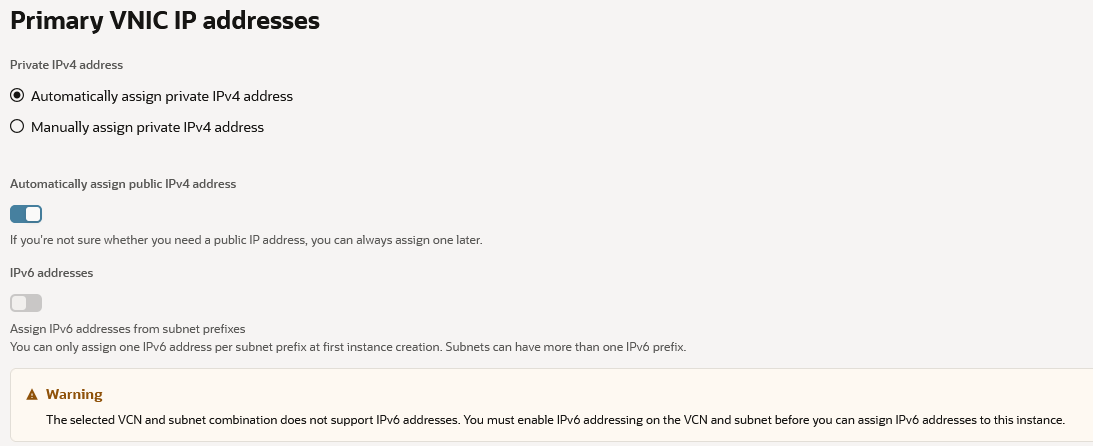 Primary VNIC IP addresses
Private IPv4 address
Automatically assign private IPv4 address
Manually assign private IPv4 address
Automatically assign public IPv4 address
If you're not sure whether you need a public IP address, you can always assign one later.
IPv6 addresses
Assign IPv6 addresses from subnet prefixes
You can only assign one IPv6 address per subnet prefix at first instance creation. Subnets can have more than one IPv6 prefix.
Warning
The selected VCN and subnet combination does not support IPv6 addresses. You must enable IPv6 addressing on the VCN and subnet before you can assign IPv6 addresses to this instance.